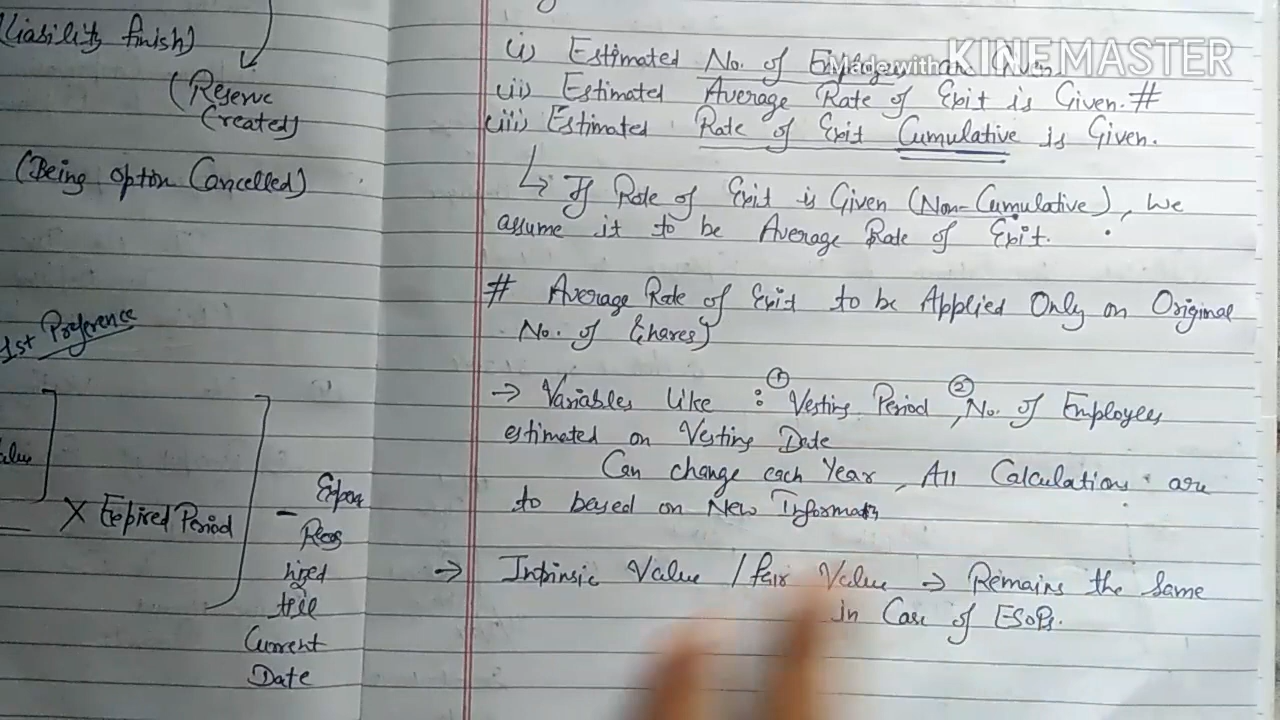 (Liability finish)
(Reserve
Created)
(Being option Cancelled)
1st Preference
X Expired Period
till
Current
Date
(i) Estimated No. of Employees are
Made with KINEMASTER
(ii) Estimated Average Rate of Exit is Given. #
(iii) Estimated Rate of Exit Cumulative is Given.
↳ If Rate of Exit is Given (Non-Cumulative), We
assume it to be Average Rate of Exit.
# Average Rate of Exit to be Applied Only on Original
No. of Shares]
→ Variables Like : ① Vesting Period, ② No. of Employees
estimated on Vesting Date
Can change each Year, All Calculations are
to based on New Informatn
→ Intrinsic Value / Fair Value → Remains the Same
in Case of ESOPs.